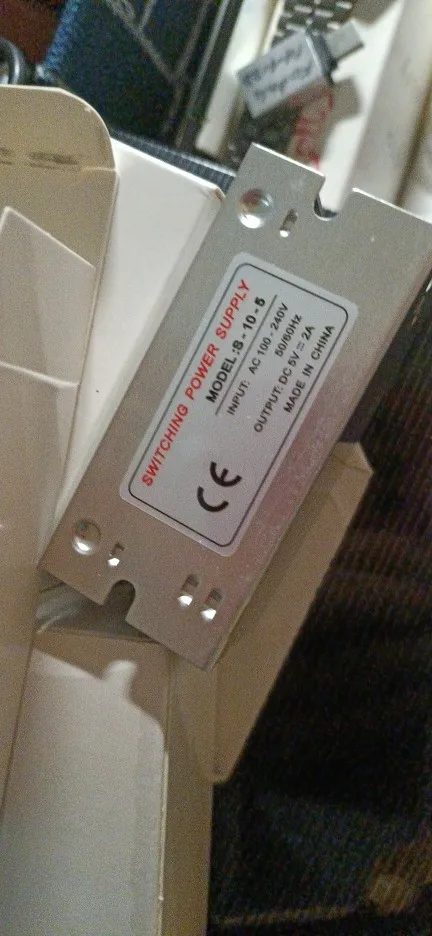 SWITCHING POWER SUPPLY
MODEL:S - 10 - 5
INPUT: AC 100 - 240V
50/60Hz
OUTPUT: DC 5V ⎓ 2A
MADE IN CHINA
CE